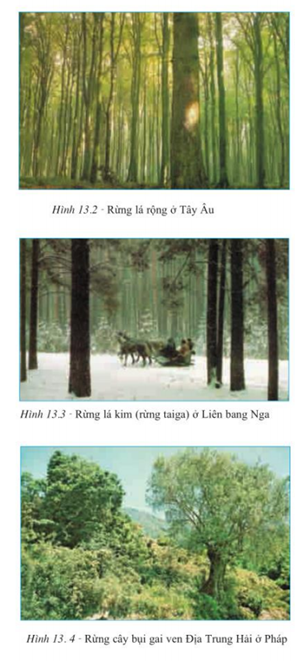 Hình 13.2 · Rừng lá rộng ở Tây Âu
Hình 13.3 · Rừng lá kim (rừng taiga) ở Liên bang Nga
Hình 13. 4 · Rừng cây bụi gai ven Địa Trung Hải ở Pháp